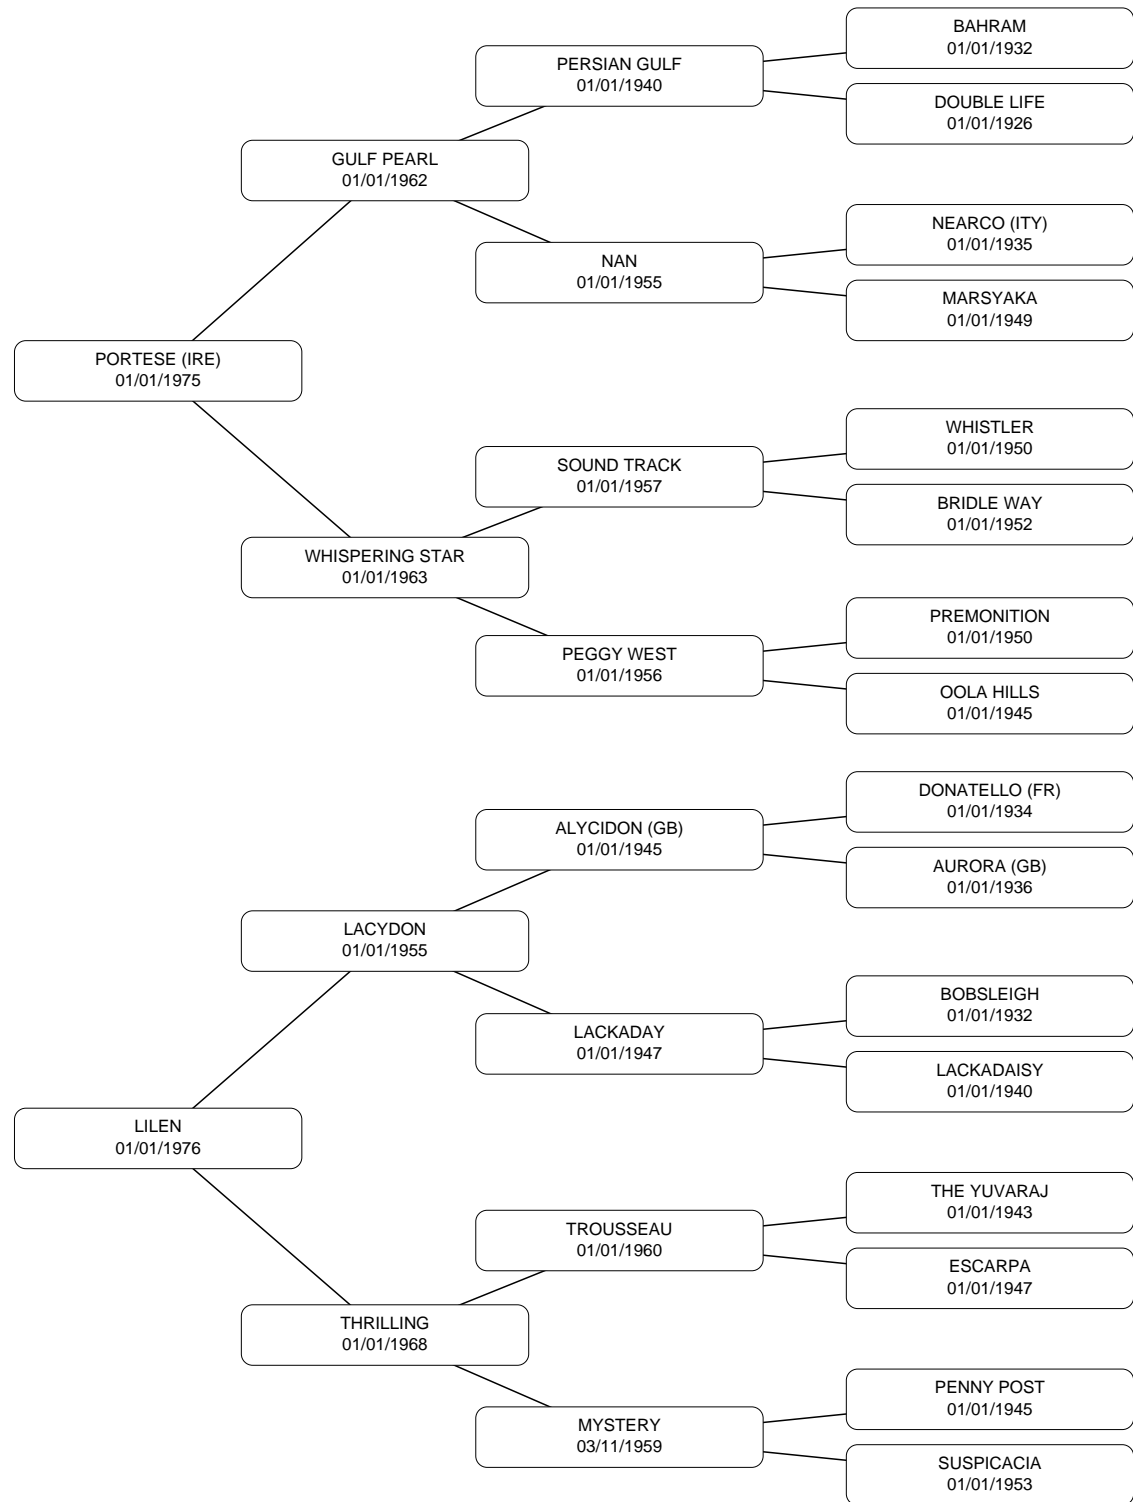 BAHRAM
01/01/1932
PERSIAN GULF
01/01/1940
DOUBLE LIFE
01/01/1926
GULF PEARL
01/01/1962
NEARCO (ITY)
01/01/1935
NAN
01/01/1955
MARSYAKA
01/01/1949
PORTESE (IRE)
01/01/1975
WHISTLER
01/01/1950
SOUND TRACK
01/01/1957
BRIDLE WAY
01/01/1952
WHISPERING STAR
01/01/1963
PREMONITION
01/01/1950
PEGGY WEST
01/01/1956
OOLA HILLS
01/01/1945
DONATELLO (FR)
01/01/1934
ALYCIDON (GB)
01/01/1945
AURORA (GB)
01/01/1936
LACYDON
01/01/1955
BOBSLEIGH
01/01/1932
LACKADAY
01/01/1947
LACKADAISY
01/01/1940
LILEN
01/01/1976
THE YUVARAJ
01/01/1943
TROUSSEAU
01/01/1960
ESCARPA
01/01/1947
THRILLING
01/01/1968
PENNY POST
01/01/1945
MYSTERY
03/11/1959
SUSPICACIA
01/01/1953